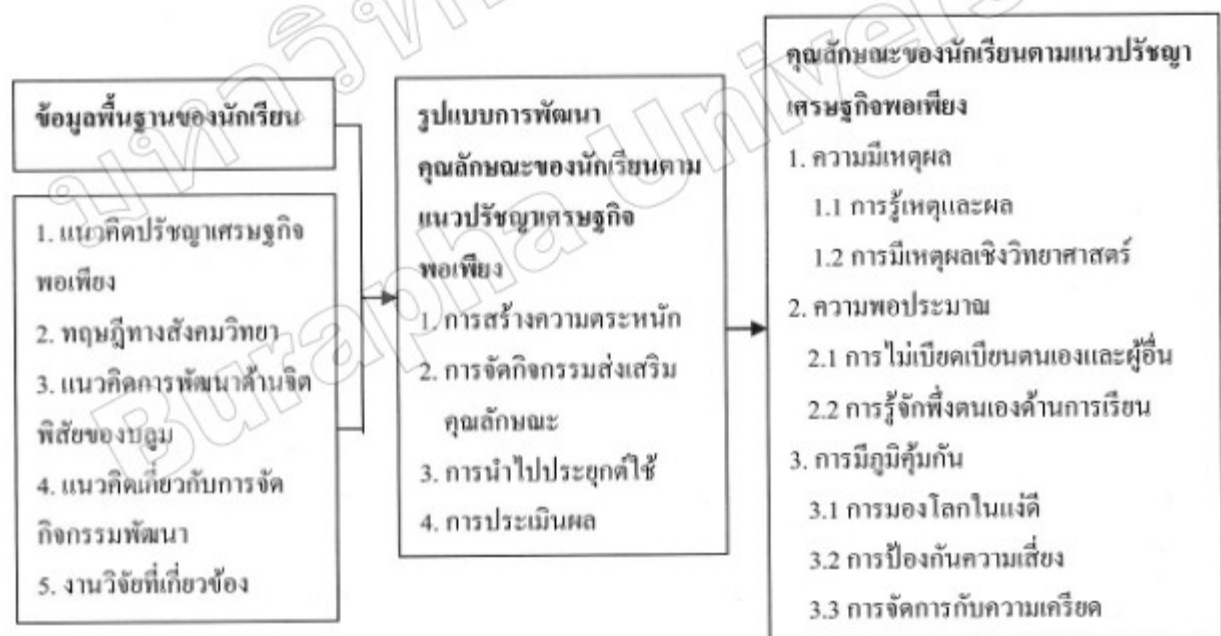 ข้อมูลพื้นฐานของนักเรียน
1. แนวคิดปรัชญาเศรษฐกิจ
พอเพียง
2. ทฤษฎีทางสังคมวิทยา
3. แนวคิดการพัฒนาด้านจิต
พิสัยของบลูม
4. แนวคิดเกี่ยวกับการจัด
กิจกรรมพัฒนา
5. งานวิจัยที่เกี่ยวข้อง
รูปแบบการพัฒนา
คุณลักษณะของนักเรียนตาม
แนวปรัชญาเศรษฐกิจ
พอเพียง
1. การสร้างความตระหนัก
2. การจัดกิจกรรมส่งเสริม
คุณลักษณะ
3. การนำไปประยุกต์ใช้
4. การประเมินผล
คุณลักษณะของนักเรียนตามแนวปรัชญา
เศรษฐกิจพอเพียง
1. ความมีเหตุผล
1.1 การรู้เหตุและผล
1.2 การมีเหตุผลเชิงวิทยาศาสตร์
2. ความพอประมาณ
2.1 การไม่เบียดเบียนตนเองและผู้อื่น
2.2 การรู้จักพึ่งตนเองด้านการเรียน
3. การมีภูมิคุ้มกัน
3.1 การมองโลกในแง่ดี
3.2 การป้องกันความเสี่ยง
3.3 การจัดการกับความเครียด
Burapha Univers